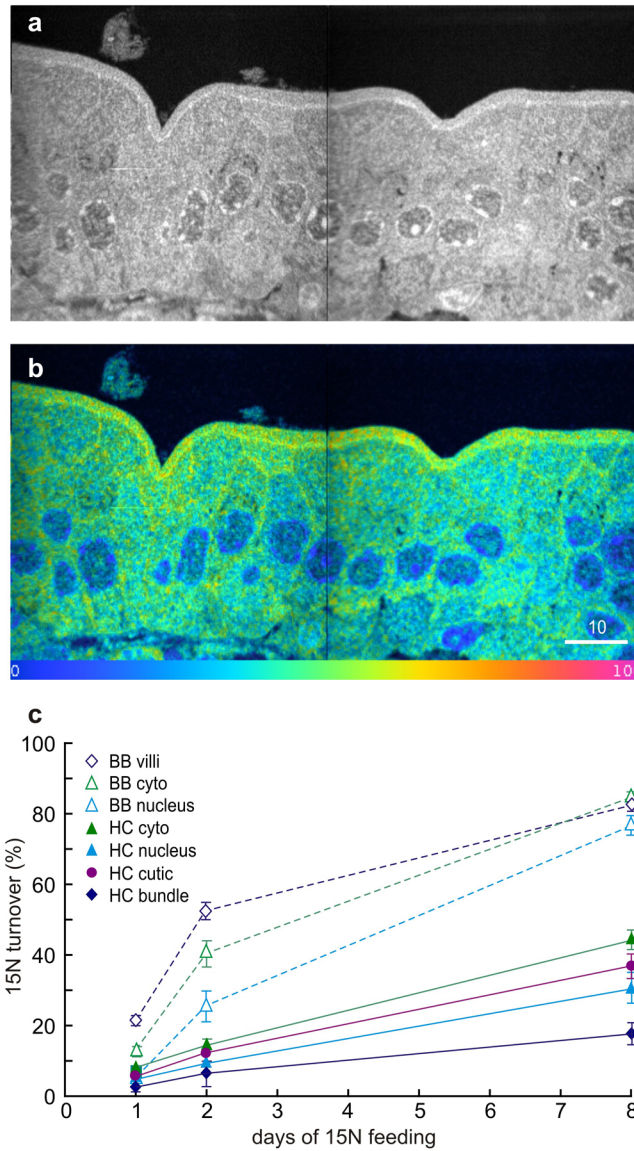 a
b
10
0 10
c
100
80
60
40
20
0
15N turnover (%)
BB villi
BB cyto
BB nucleus
HC cyto
HC nucleus
HC cutic
HC bundle
0 1 2 3 4 5 6 7 8
days of 15N feeding